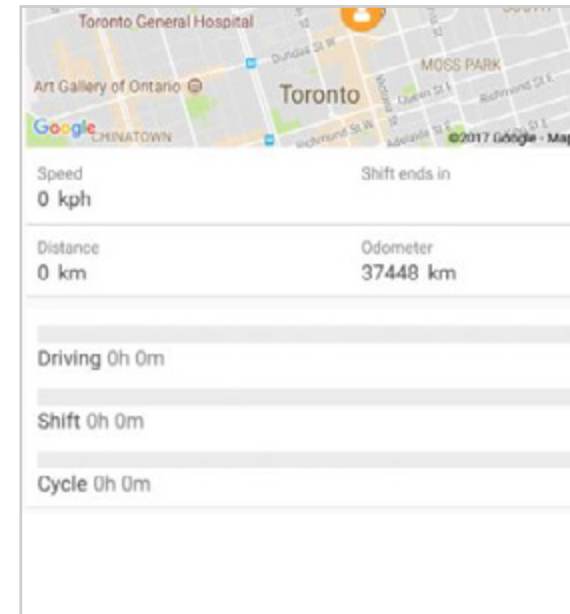 Toronto General Hospital
Dundas St W
MOSS PARK
Art Gallery of Ontario
Toronto
Victoria St
Queen St E
Richmond St E
Google
CHINATOWN
Richmond St W
Adelaide St E
©2017 Google - Map
Speed
Shift ends in
0 kph
Distance
Odometer
0 km
37448 km
Driving 0h 0m
Shift 0h 0m
Cycle 0h 0m